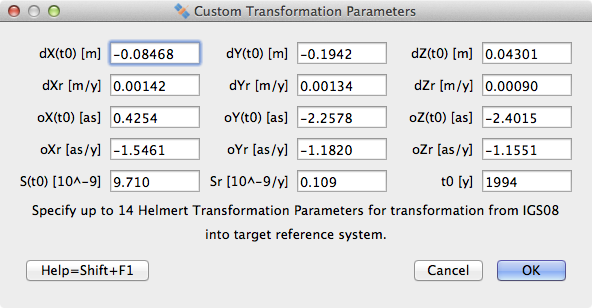 Custom Transformation Parameters
dX(t0) [m] -0.08468 dY(t0) [m] -0.1942 dZ(t0) [m] 0.04301
dXr [m/y] 0.00142 dYr [m/y] 0.00134 dZr [m/y] 0.00090
oX(t0) [as] 0.4254 oY(t0) [as] -2.2578 oZ(t0) [as] -2.4015
oXr [as/y] -1.5461 oYr [as/y] -1.1820 oZr [as/y] -1.1551
S(t0) [10^-9] 9.710 Sr [10^-9/y] 0.109 t0 [y] 1994
Specify up to 14 Helmert Transformation Parameters for transformation from IGS08
into target reference system.
Help=Shift+F1 Cancel OK